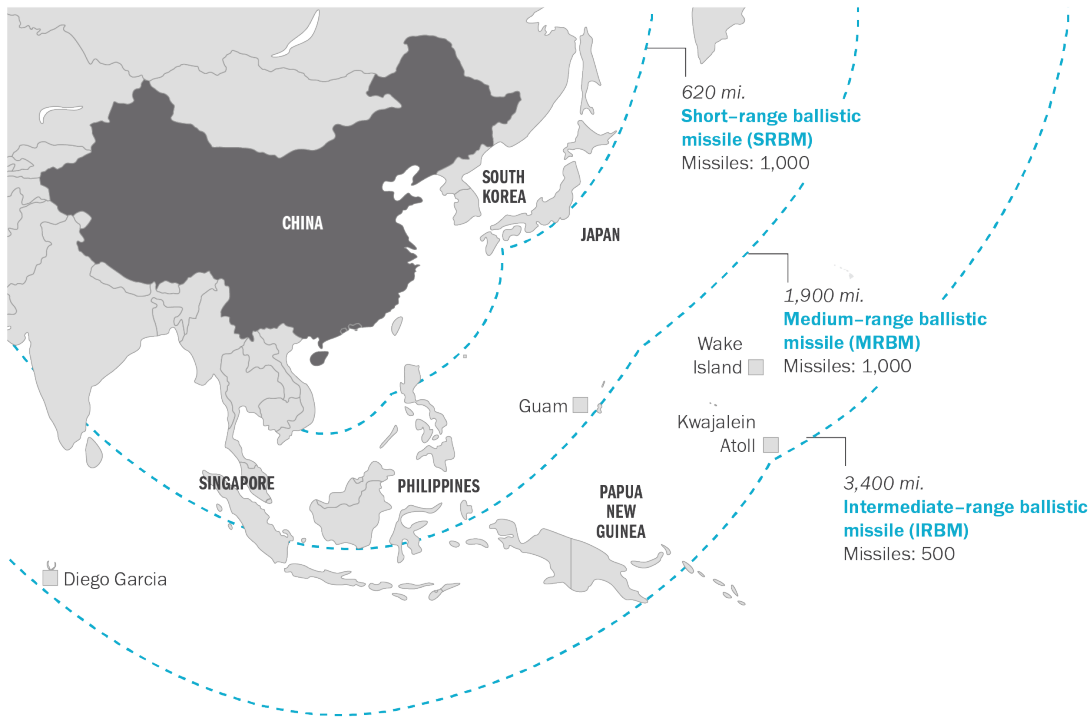 620 mi.
Short–range ballistic
missile (SRBM)
Missiles: 1,000
SOUTH
KOREA
CHINA
JAPAN
1,900 mi.
Medium–range ballistic
missile (MRBM)
Missiles: 1,000
Wake
Island
Guam
Kwajalein
Atoll
SINGAPORE
PHILIPPINES
PAPUA
NEW
GUINEA
3,400 mi.
Intermediate–range ballistic
missile (IRBM)
Missiles: 500
Diego Garcia